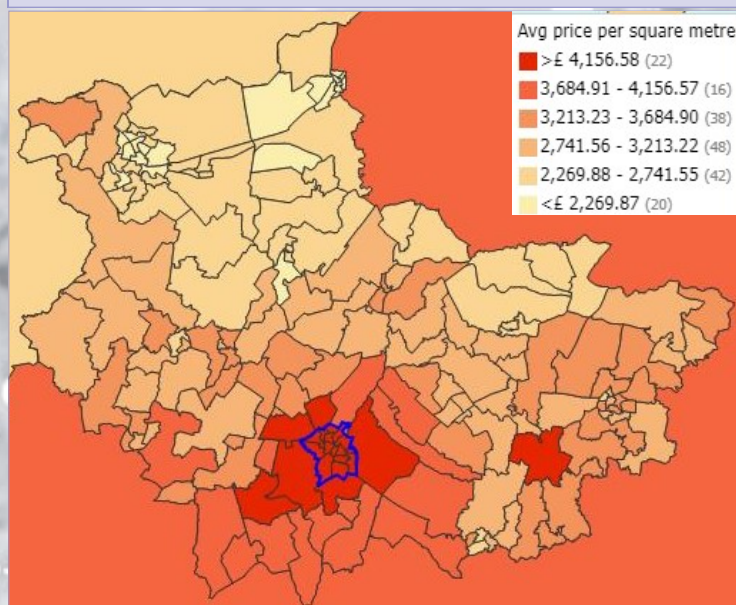 Avg price per square metre
>£ 4,156.58 (22)
3,684.91 - 4,156.57 (16)
3,213.23 - 3,684.90 (38)
2,741.56 - 3,213.22 (48)
2,269.88 - 2,741.55 (42)
<£ 2,269.87 (20)